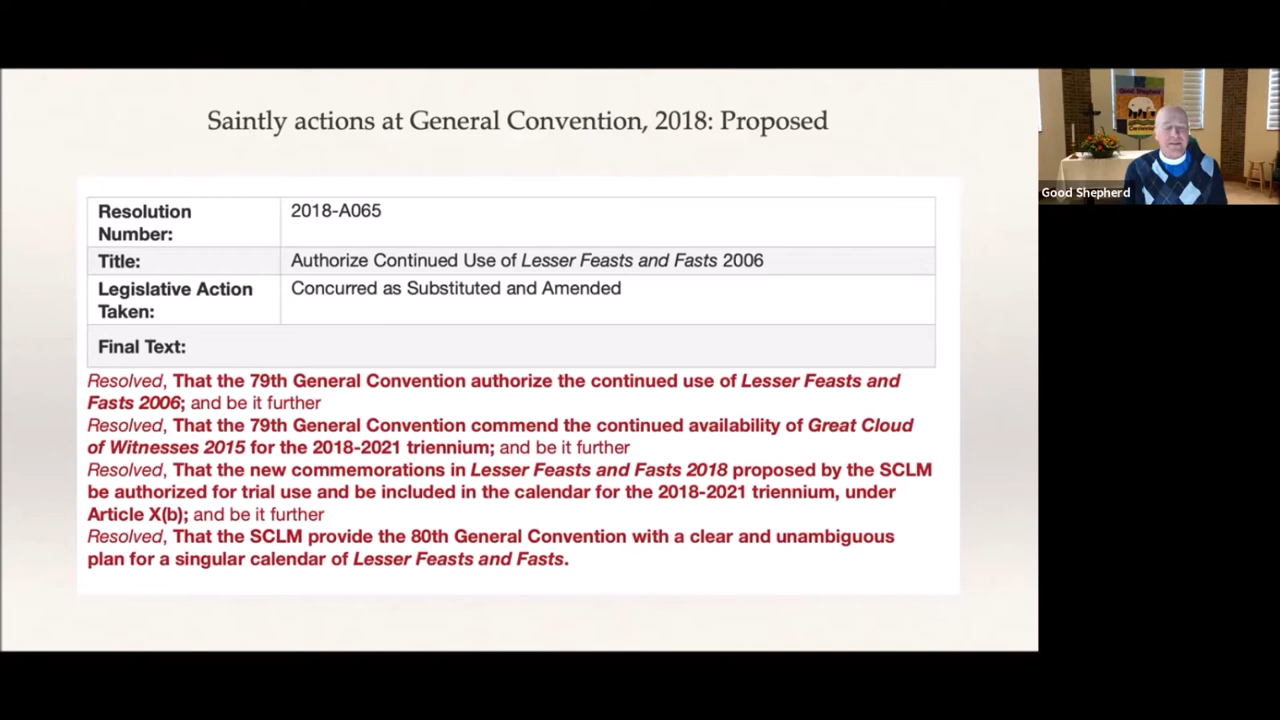 Saintly actions at General Convention, 2018: Proposed
Resolution
Number:
2018-A065
Title:
Authorize Continued Use of Lesser Feasts and Fasts 2006
Legislative Action
Taken:
Concurred as Substituted and Amended
Final Text:
Resolved, That the 79th General Convention authorize the continued use of Lesser Feasts and
Fasts 2006; and be it further
Resolved, That the 79th General Convention commend the continued availability of Great Cloud
of Witnesses 2015 for the 2018-2021 triennium; and be it further
Resolved, That the new commemorations in Lesser Feasts and Fasts 2018 proposed by the SCLM
be authorized for trial use and be included in the calendar for the 2018-2021 triennium, under
Article X(b); and be it further
Resolved, That the SCLM provide the 80th General Convention with a clear and unambiguous
plan for a singular calendar of Lesser Feasts and Fasts.
Good Shepherd
Good Shepherd